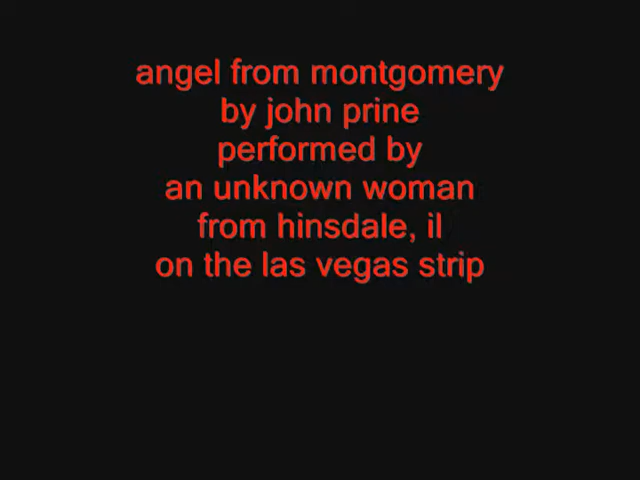 angel from montgomery
by john prine
performed by
an unknown woman
from hinsdale, il
on the las vegas strip